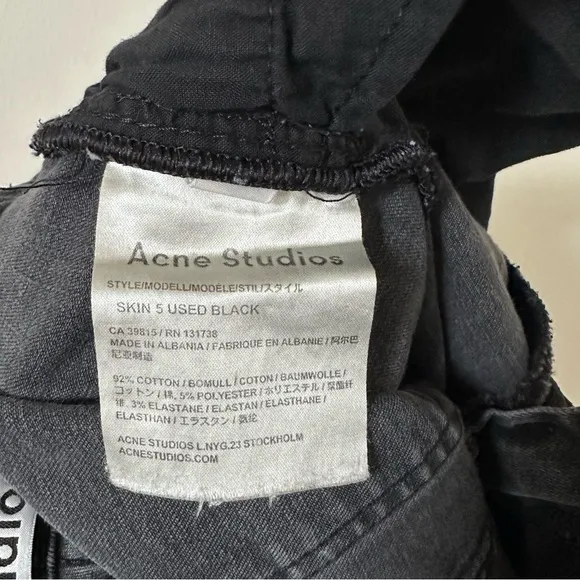 Acne Studios
STYLE/MODELL/MODÈLE/STIL/スタイル
SKIN 5 USED BLACK
CA 39815 / RN 131738
MADE IN ALBANIA / FABRIQUE EN ALBANIE / 阿尔巴
尼亚制造
92% COTTON / BOMULL / COTON / BAUMWOLLE /
コットン / 棉, 5% POLYESTER / ポリエステル / 聚酯纤
维, 3% ELASTANE / ELASTAN / ELASTHANE /
ELASTHAN / エラスタン / 氨纶
ACNE STUDIOS L.NYG.23 STOCKHOLM
ACNESTUDIOS.COM